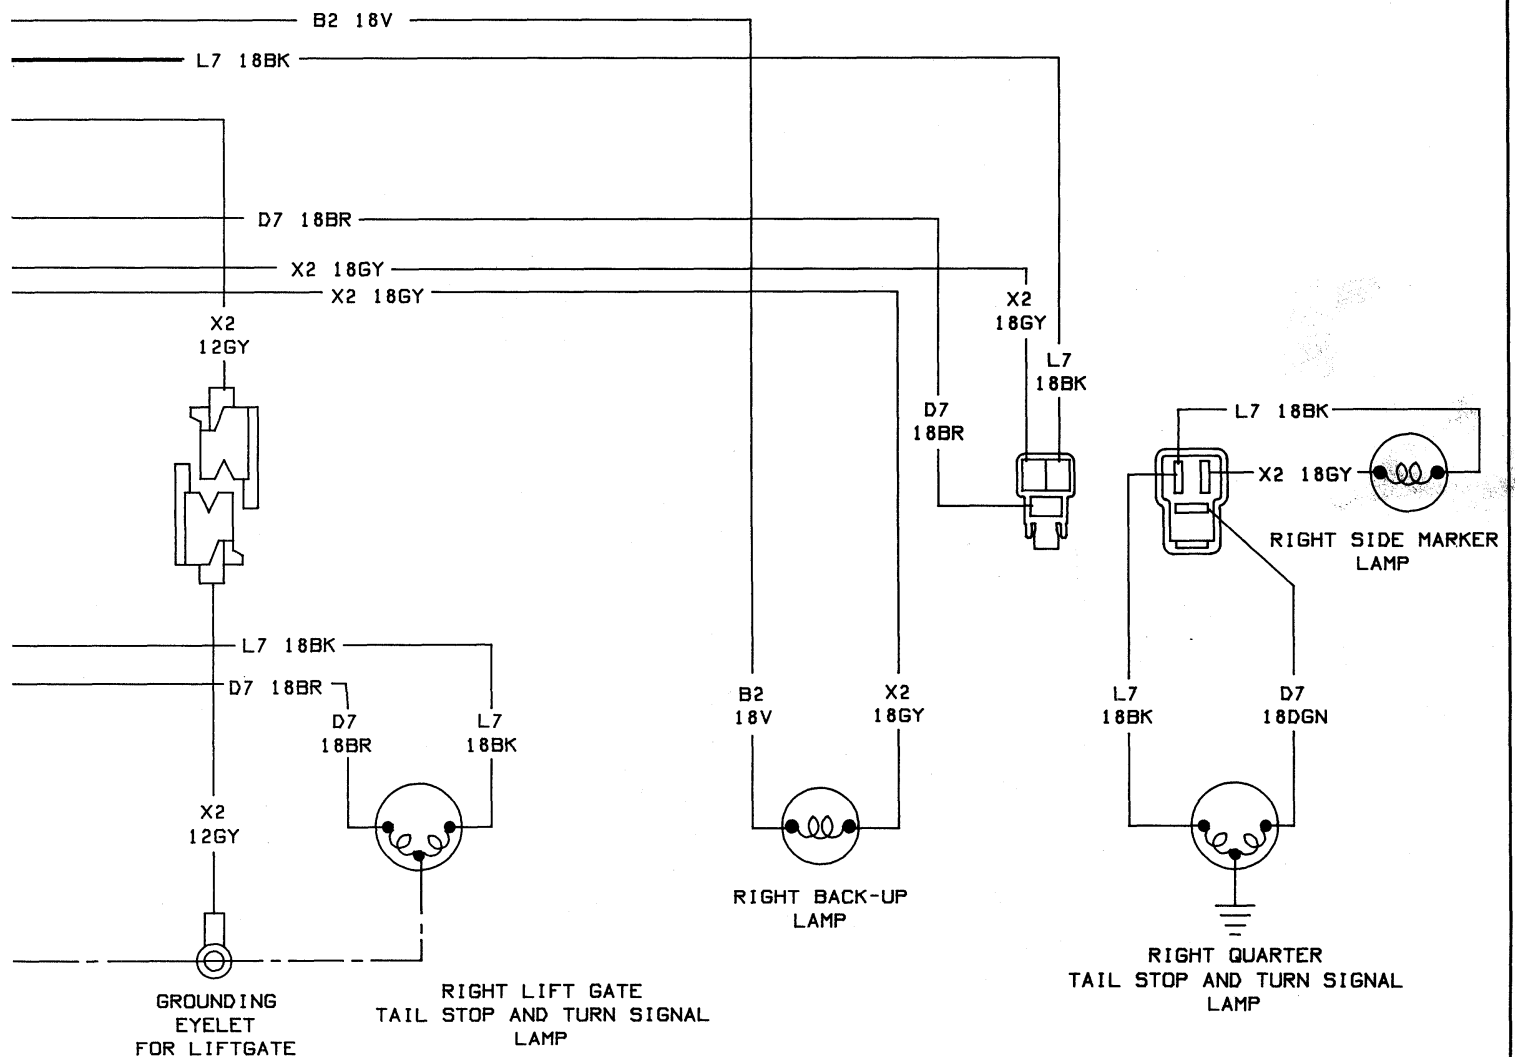 B2 18V
L7 18BK
D7 18BR
X2 18GY
X2 18GY
X2
12GY
X2
18GY
L7
18BK
D7
18BR
L7 18BK
X2 18GY
RIGHT SIDE MARKER
LAMP
L7 18BK
D7 18BR
D7
18BR
L7
18BK
B2
18V
X2
18GY
L7
18BK
D7
18DGN
X2
12GY
RIGHT BACK-UP
LAMP
RIGHT QUARTER
TAIL STOP AND TURN SIGNAL
LAMP
GROUNDING
EYELET
FOR LIFTGATE
RIGHT LIFT GATE
TAIL STOP AND TURN SIGNAL
LAMP